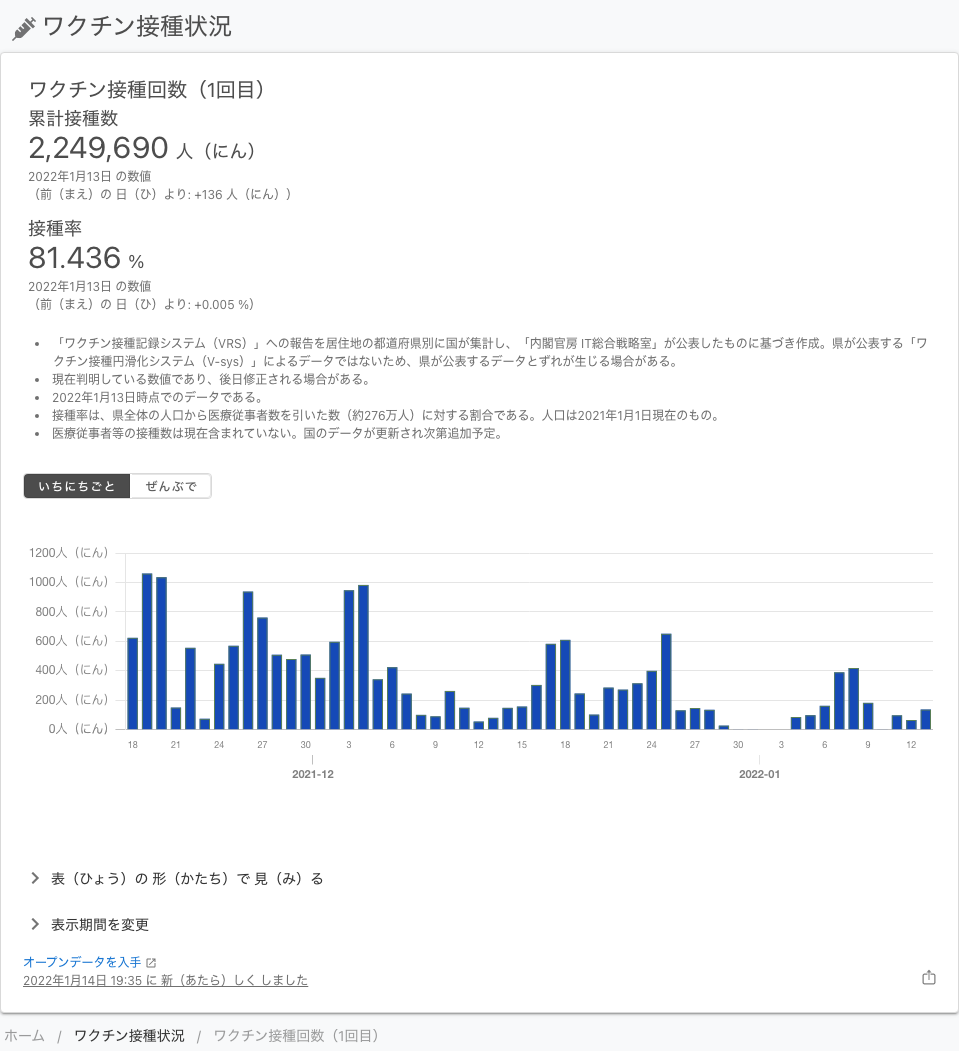 ワクチン接種状況
ワクチン接種回数（1回目）
累計接種数
2,249,690 人（にん）
2022年1月13日 の数値
（前（まえ）の 日（ひ）より: +136 人（にん））
接種率
81.436 %
2022年1月13日 の数値
（前（まえ）の 日（ひ）より: +0.005 %）
• 「ワクチン接種記録システム（VRS）」への報告を居住地の都道府県別に国が集計し、「内閣官房 IT総合戦略室」が公表したものに基づき作成。県が公表する「ワ
クチン接種円滑化システム（V-sys）」によるデータではないため、県が公表するデータとずれが生じる場合がある。
• 現在判明している数値であり、後日修正される場合がある。
• 2022年1月13日時点でのデータである。
• 接種率は、県全体の人口から医療従事者数を引いた数（約276万人）に対する割合である。人口は2021年1月1日現在のもの。
• 医療従事者等の接種数は現在含まれていない。国のデータが更新され次第追加予定。
いちにちごと ぜんぶで
1200人（にん）
1000人（にん）
800人（にん）
600人（にん）
400人（にん）
200人（にん）
0人（にん）
18 21 24 27 30 3 6 9 12 15 18 21 24 27 30 3 6 9 12
2021-12 2022-01
表（ひょう）の 形（かたち）で 見（み）る
表示期間を変更
オープンデータを入手
2022年1月14日 19:35 に 新（あたら）しく しました
ホーム / ワクチン接種状況 / ワクチン接種回数（1回目）